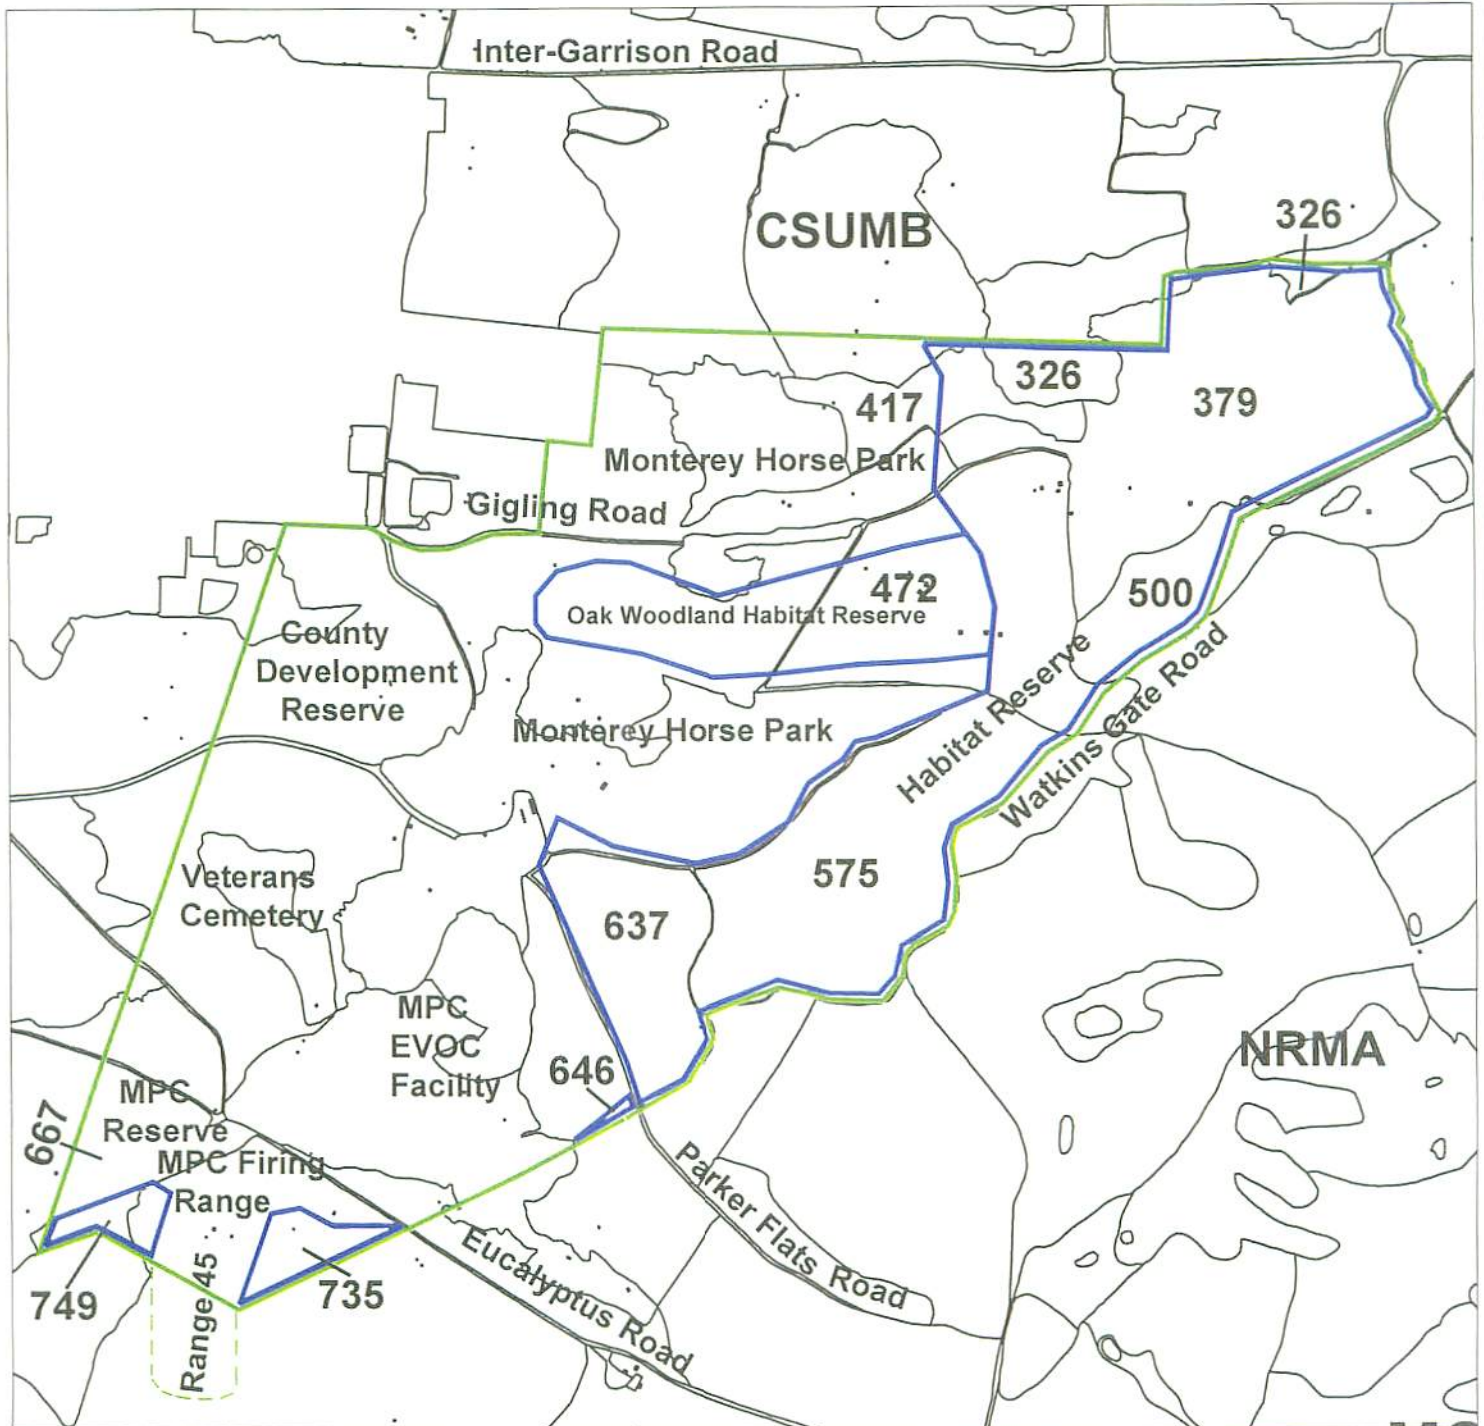 Inter-Garrison Road
326
CSUMB
326
379
417
Monterey Horse Park
Gigling Road
472
500
Oak Woodland Habitat Reserve
County
Development
Reserve
Habitat Reserve
Watkins Gate Road
Monterey Horse Park
575
Veterans
Cemetery
637
MPC
EVOC
Facility
NRMA
646
MPC
Reserve
667
MPC Firing
Range
Parker Flats Road
Eucalyptus Road
749
735
Range 45